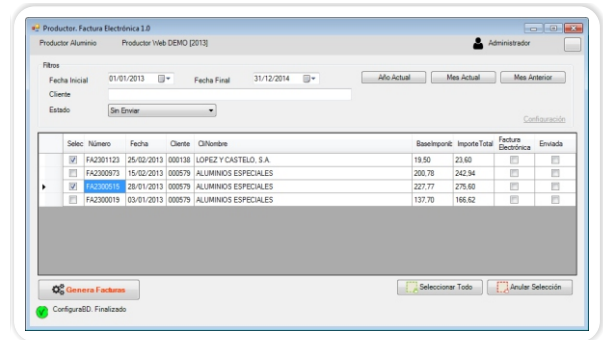 Productor. Factura Electrónica 1.0
Productor Aluminio Productor Web DEMO [2013] Administrador
Filtros
Fecha Inicial 01/01/2013 Fecha Final 31/12/2014 Año Actual Mes Actual Mes Anterior
Cliente
Estado Sin Enviar
Configuración
Selec Número Fecha Cliente CliNombre BaseImponib ImporteTotal Factura Electrónica Enviada
FA2301123 25/02/2013 000138 LOPEZ Y CASTELO, S.A. 19,50 23,60
FA2300973 15/02/2013 000579 ALUMINIOS ESPECIALES 200,78 242,94
FA2300515 28/01/2013 000579 ALUMINIOS ESPECIALES 227,77 275,60
FA2300019 03/01/2013 000579 ALUMINIOS ESPECIALES 137,70 166,62
Genera Facturas Seleccionar Todo Anular Selección
ConfiguraBD. Finalizado